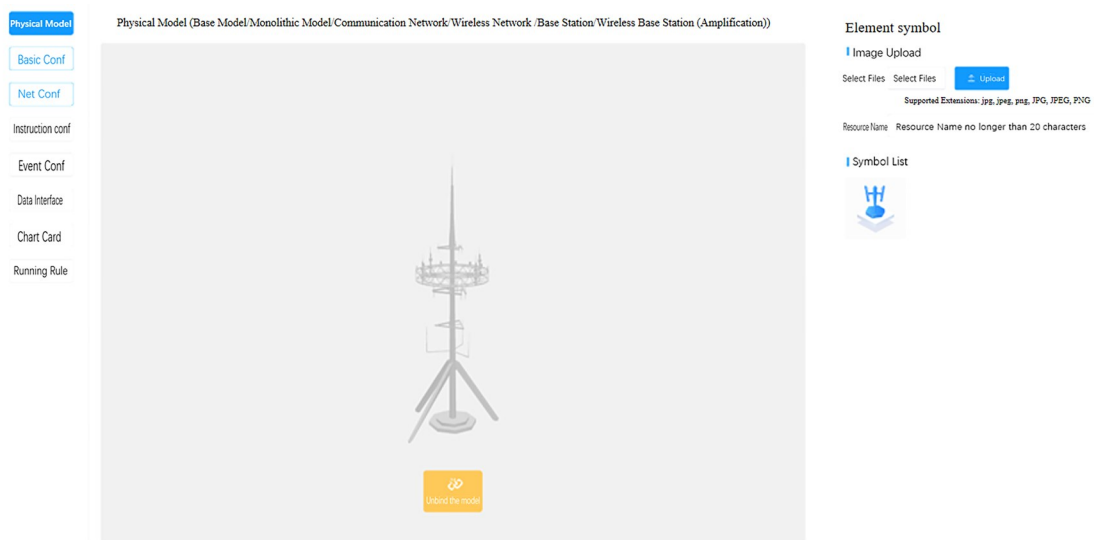 Physical Model
Basic Conf
Net Conf
Instruction conf
Event Conf
Data Interface
Chart Card
Running Rule
Physical Model (Base Model/Monolithic Model/Communication Network/Wireless Network /Base Station/Wireless Base Station (Amplification))
Unbind the model
Element symbol
Image Upload
Select Files Select Files Upload
Supported Extensions: jpg, jpeg, png, JPG, JPEG, PNG
Resource Name Resource Name no longer than 20 characters
Symbol List